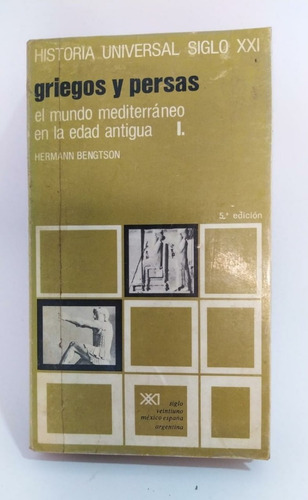 HISTORIA UNIVERSAL SIGLO XXI
griegos y persas
el mundo mediterráneo
en la edad antigua I.
HERMANN BENGTSON
5.ª edición
siglo
veintiuno
méxico-españa
argentina